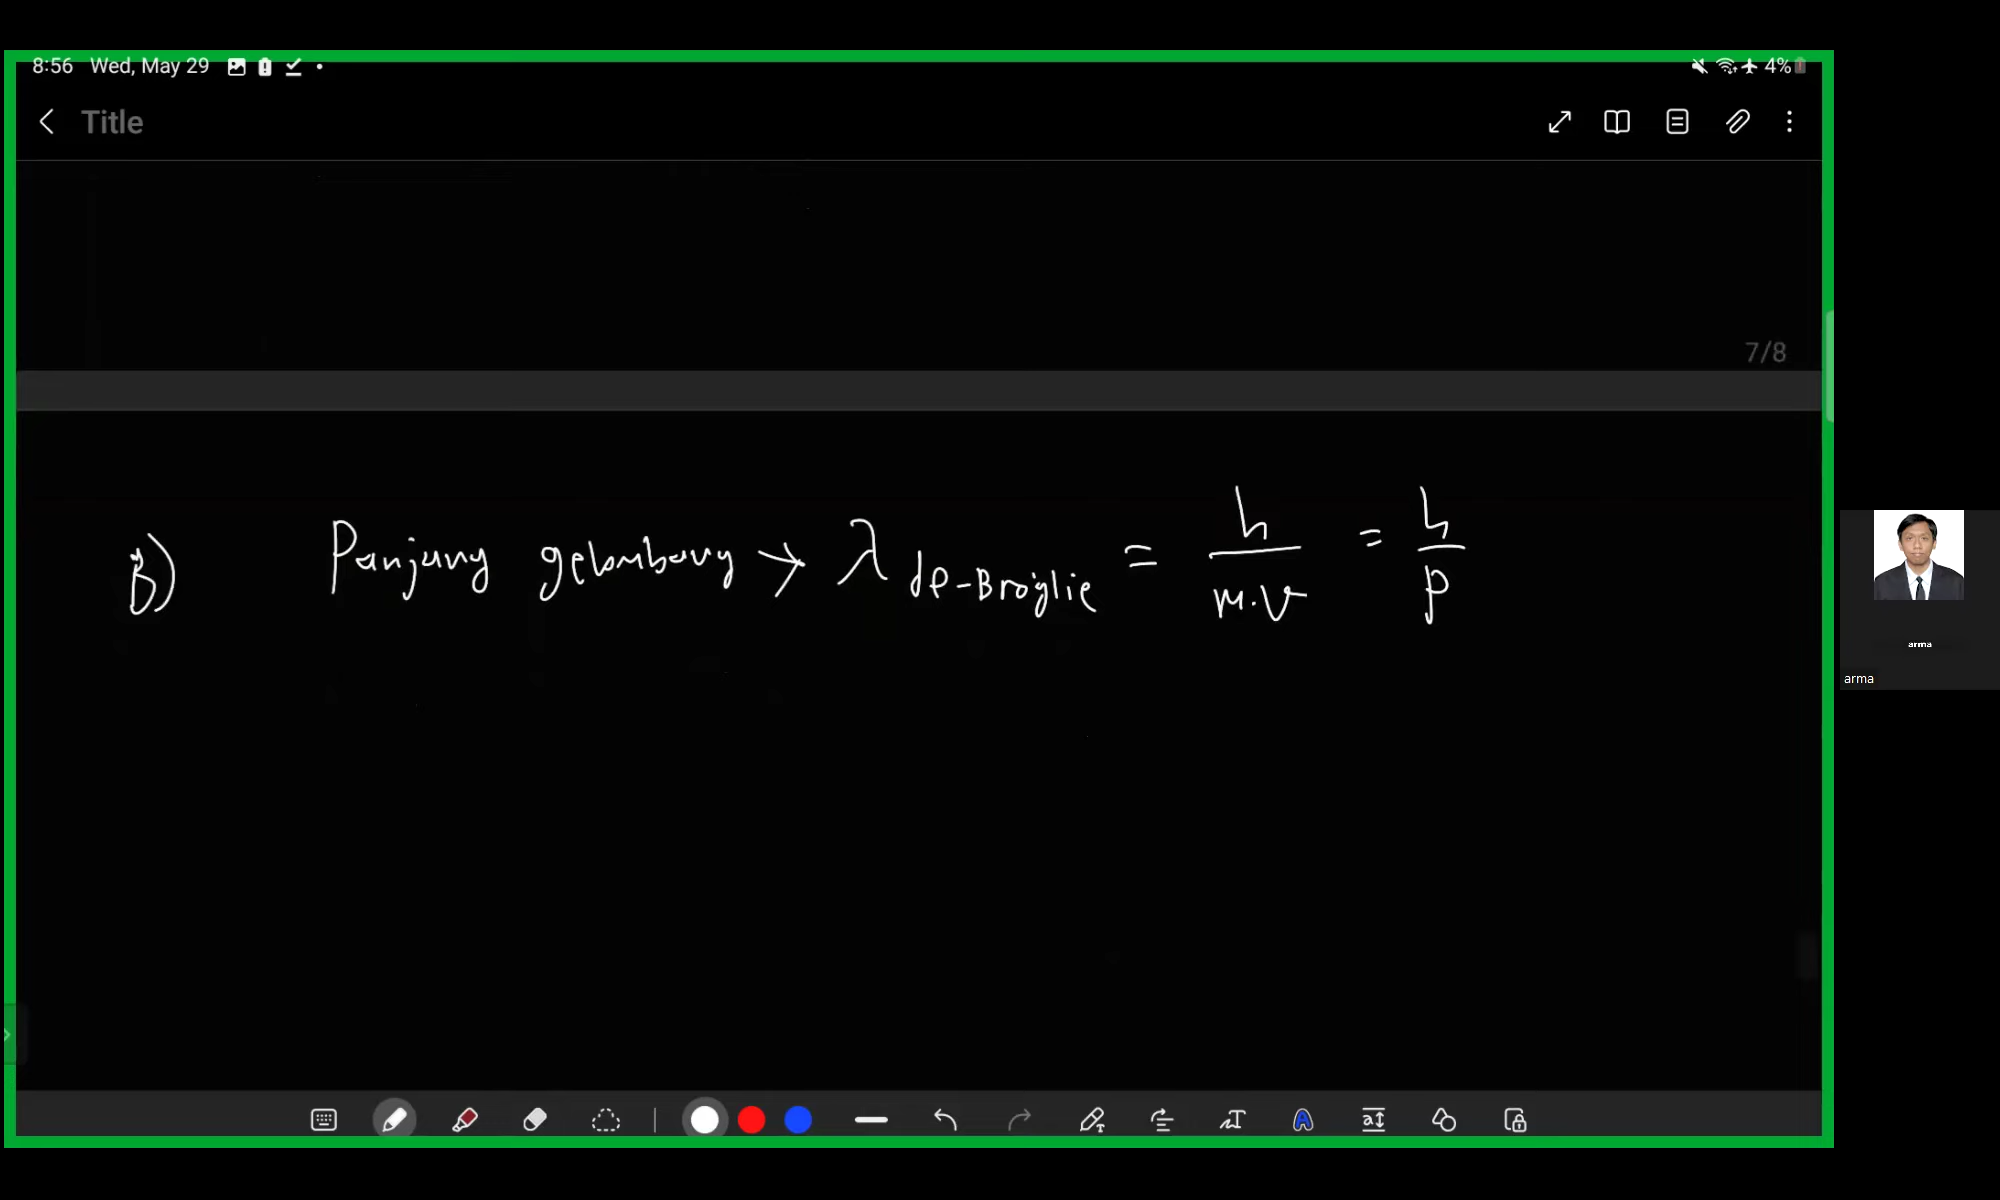 8:56 Wed, May 29
4%
Title
7/8
B) Panjang gelombang → λ de-Broglie = h/m.v = h/p
arma
arma